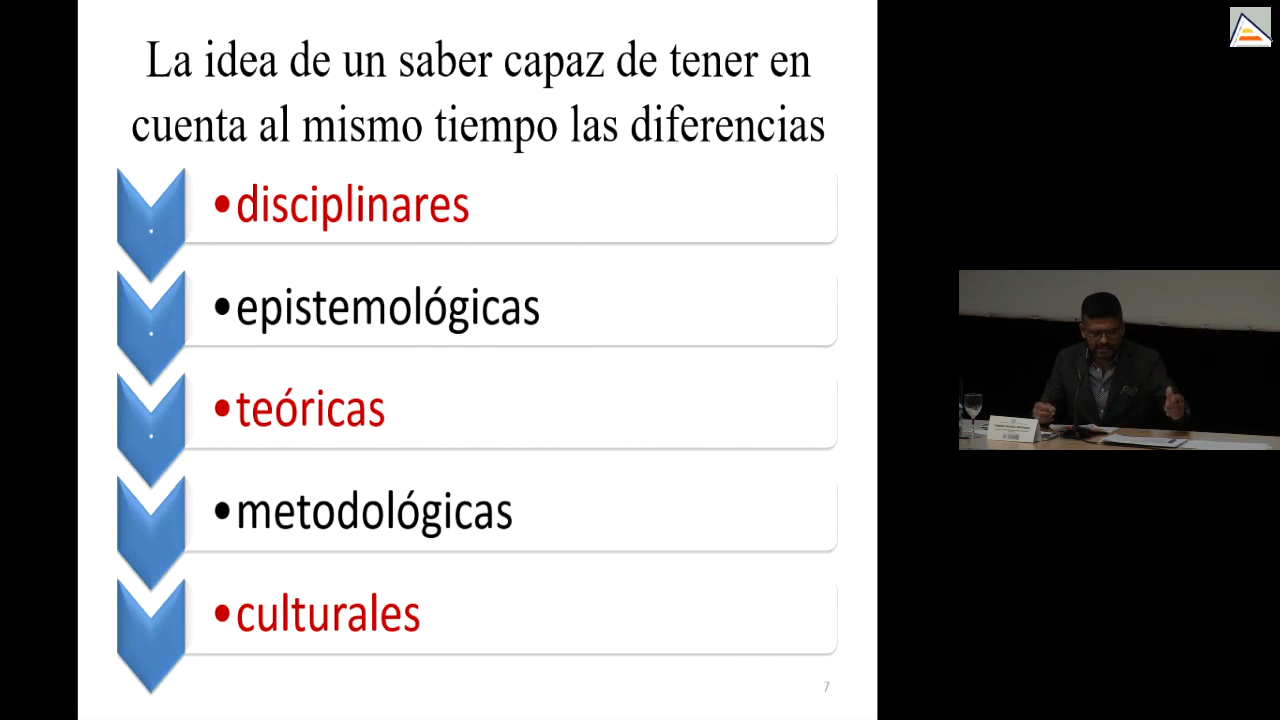 La idea de un saber capaz de tener en
cuenta al mismo tiempo las diferencias
•disciplinares
•epistemológicas
•teóricas
•metodológicas
•culturales
7